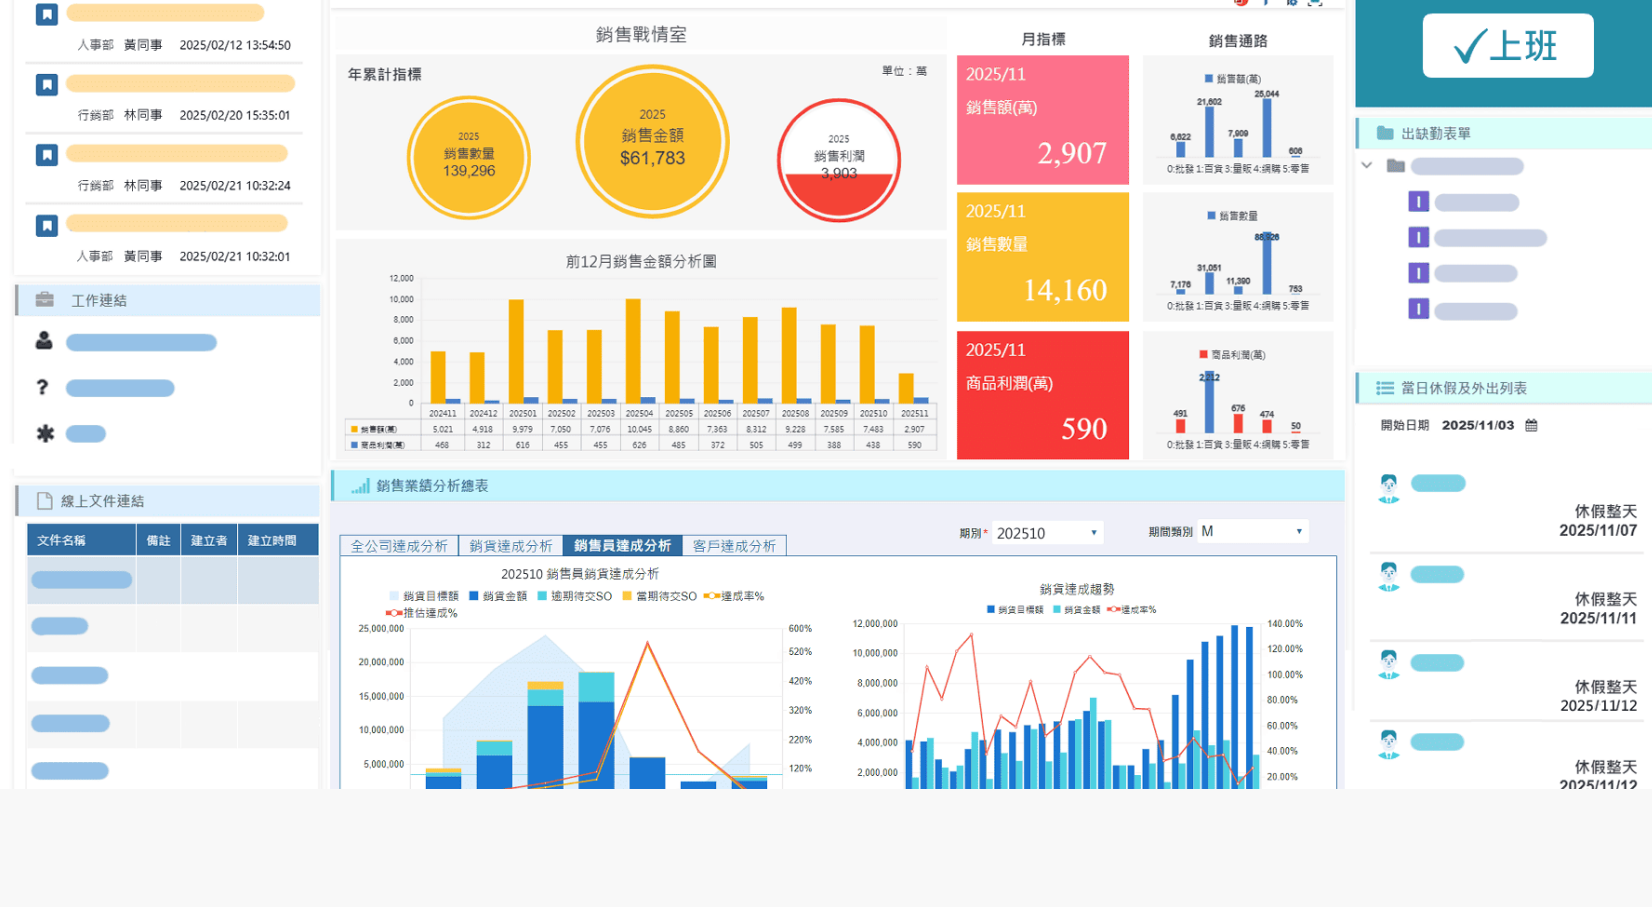 人事部 黃同事 2025/02/12 13:54:50
行銷部 林同事 2025/02/20 15:35:01
行銷部 林同事 2025/02/21 10:32:24
人事部 黃同事 2025/02/21 10:32:01
工作連結
?
線上文件連結
文件名稱 備註 建立者 建立時間
銷售戰情室
年累計指標 單位：萬
2025
銷售數量
139,296
2025
銷售金額
$61,783
2025
銷售利潤
3,903
前12月銷售金額分析圖
12,000
10,000
8,000
6,000
4,000
2,000
0
202411 202412 202501 202502 202503 202504 202505 202506 202507 202508 202509 202510 202511
銷售額(萬) 5,021 4,918 9,979 7,050 7,076 10,045 8,860 7,363 8,312 9,228 7,585 7,483 2,907
商品利潤(萬) 468 312 616 455 455 626 485 372 505 499 388 438 590
月指標
2025/11
銷售額(萬)
2,907
2025/11
銷售數量
14,160
2025/11
商品利潤(萬)
590
銷售通路
銷售額(萬)
6,622 21,602 7,909 25,044 606
0:批發 1:百貨 3:量販 4:網購 5:零售
銷售數量
7,176 31,051 11,390 88,926 753
0:批發 1:百貨 3:量販 4:網購 5:零售
商品利潤(萬)
491 2,712 676 474 50
0:批發 1:百貨 3:量販 4:網購 5:零售
銷售業績分析總表
期別* 202510 期間類別 M
全公司達成分析 銷貨達成分析 銷售員達成分析 客戶達成分析
202510 銷售員銷貨達成分析
銷貨目標額 銷貨金額 逾期待交SO 當期待交SO 達成率%
推估達成%
25,000,000 600%
520%
20,000,000
420%
15,000,000
320%
10,000,000
220%
5,000,000
120%
銷貨達成趨勢
銷貨目標額 銷貨金額 達成率%
12,000,000 140.00%
120.00%
10,000,000
100.00%
8,000,000
80.00%
6,000,000
60.00%
4,000,000
40.00%
2,000,000
20.00%
上班
出缺勤表單
I
I
I
I
當日休假及外出列表
開始日期 2025/11/03
休假整天
2025/11/07
休假整天
2025/11/11
休假整天
2025/11/12
休假整天
2025/11/12